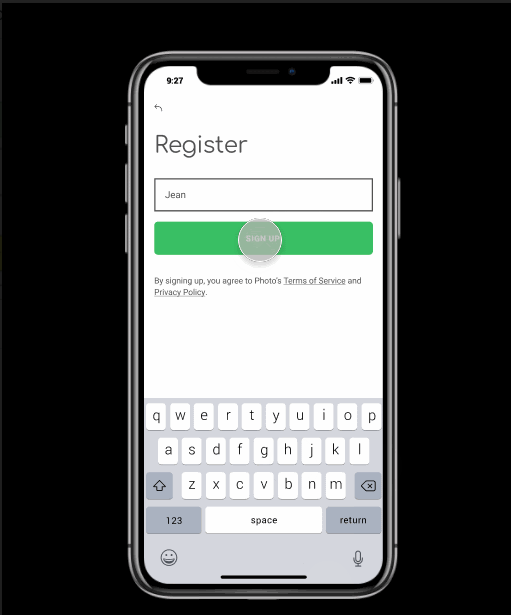 9:27
Register
Jean
SIGN UP
By signing up, you agree to Photo's Terms of Service and
Privacy Policy.
q w e r t y u i o p
a s d f g h j k l
z x c v b n m
123 space return